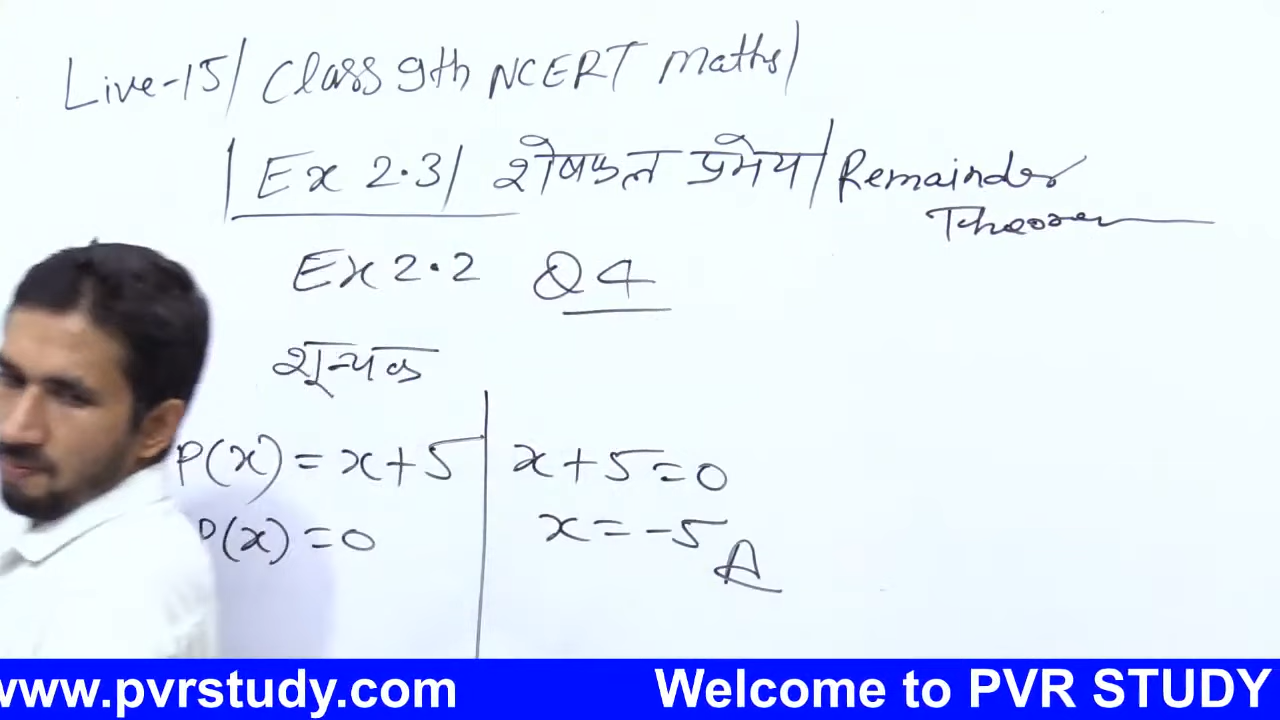 Live-15/ Class 9th NCERT Maths/
| Ex 2.3/ शेषफल प्रमेय / Remainder
Theorem
Ex 2.2 Q4
शून्यक
P(x) = x+5
P(x) = 0
x+5=0
x = -5 A
www.pvrstudy.com Welcome to PVR STUDY